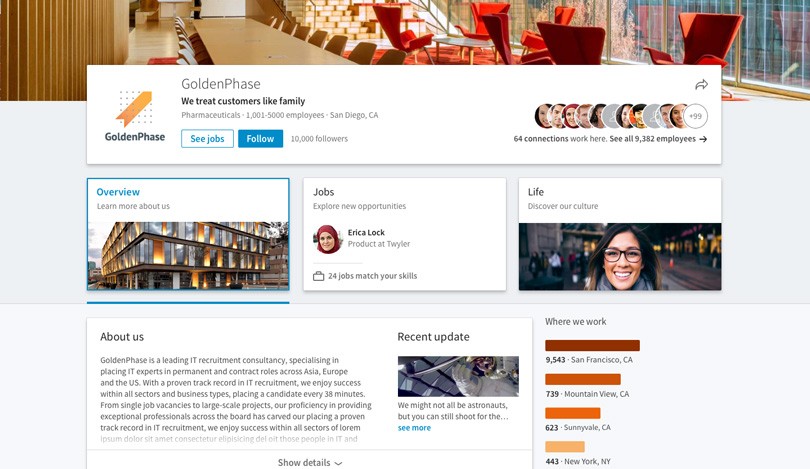 GoldenPhase
We treat customers like family
Pharmaceuticals · 1,001-5000 employees · San Diego, CA
GoldenPhase
See jobs
Follow
10,000 followers
+99
64 connections work here. See all 9,382 employees →
Overview
Learn more about us
Jobs
Explore new opportunities
Erica Lock
Product at Twyler
24 jobs match your skills
Life
Discover our culture
About us
GoldenPhase is a leading IT recruitment consultancy, specialising in
placing IT experts in permanent and contract roles across Asia, Europe
and the US. With a proven track record in IT recruitment, we enjoy success
within all sectors and business types, placing a candidate every 38 minutes.
From single job vacancies to large-scale projects, our proficiency in providing
exceptional professionals across the board has carved our placing a proven
track record in IT recruitment, we enjoy success within all sectors of lorem
ipsum dolor sit amet consectetur elipiscing del oit those people in IT and
Show details
Recent update
We might not all be astronauts,
but you can still shoot for the...
see more
Where we work
9,543 · San Francisco, CA
739 · Mountain View, CA
623 · Sunnyvale, CA
443 · New York, NY